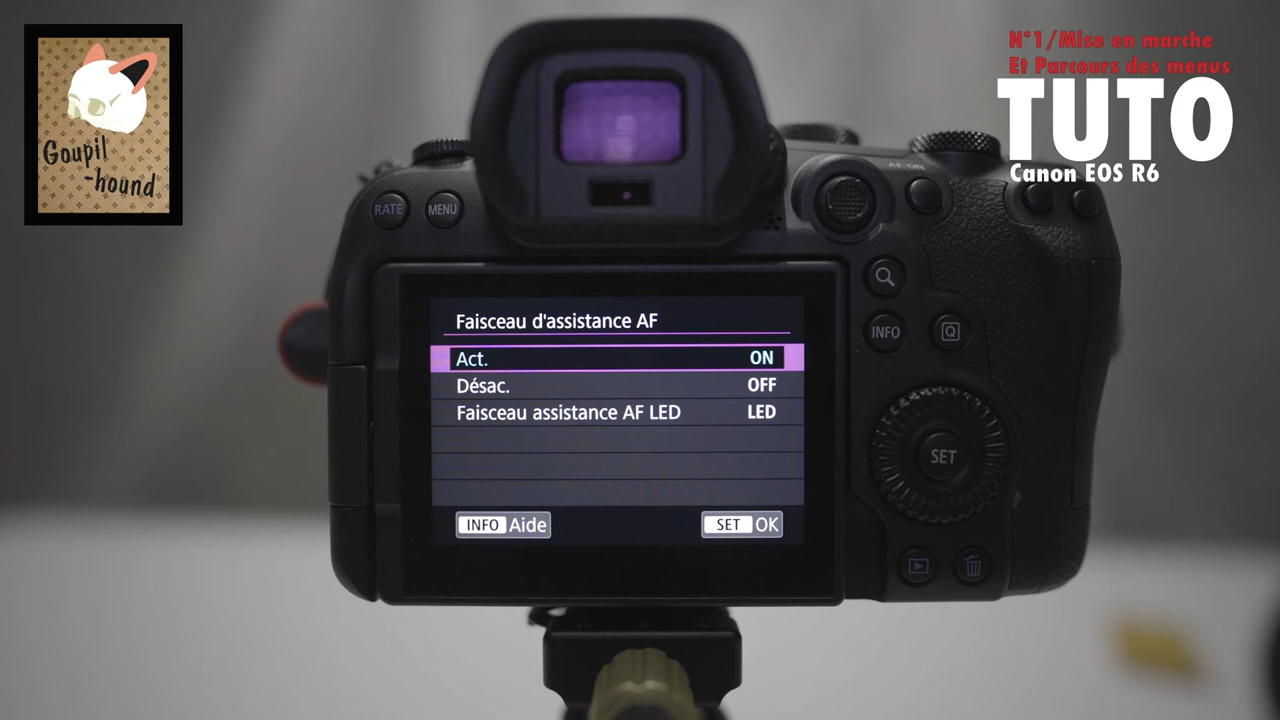 Goupil
-hound
N°1/Mise en marche
Et Parcours des menus
TUTO
Canon EOS R6
RATE
MENU
AF-ON
INFO
Q
SET
Faisceau d'assistance AF
Act. ON
Désac. OFF
Faisceau assistance AF LED LED
INFO Aide
SET OK